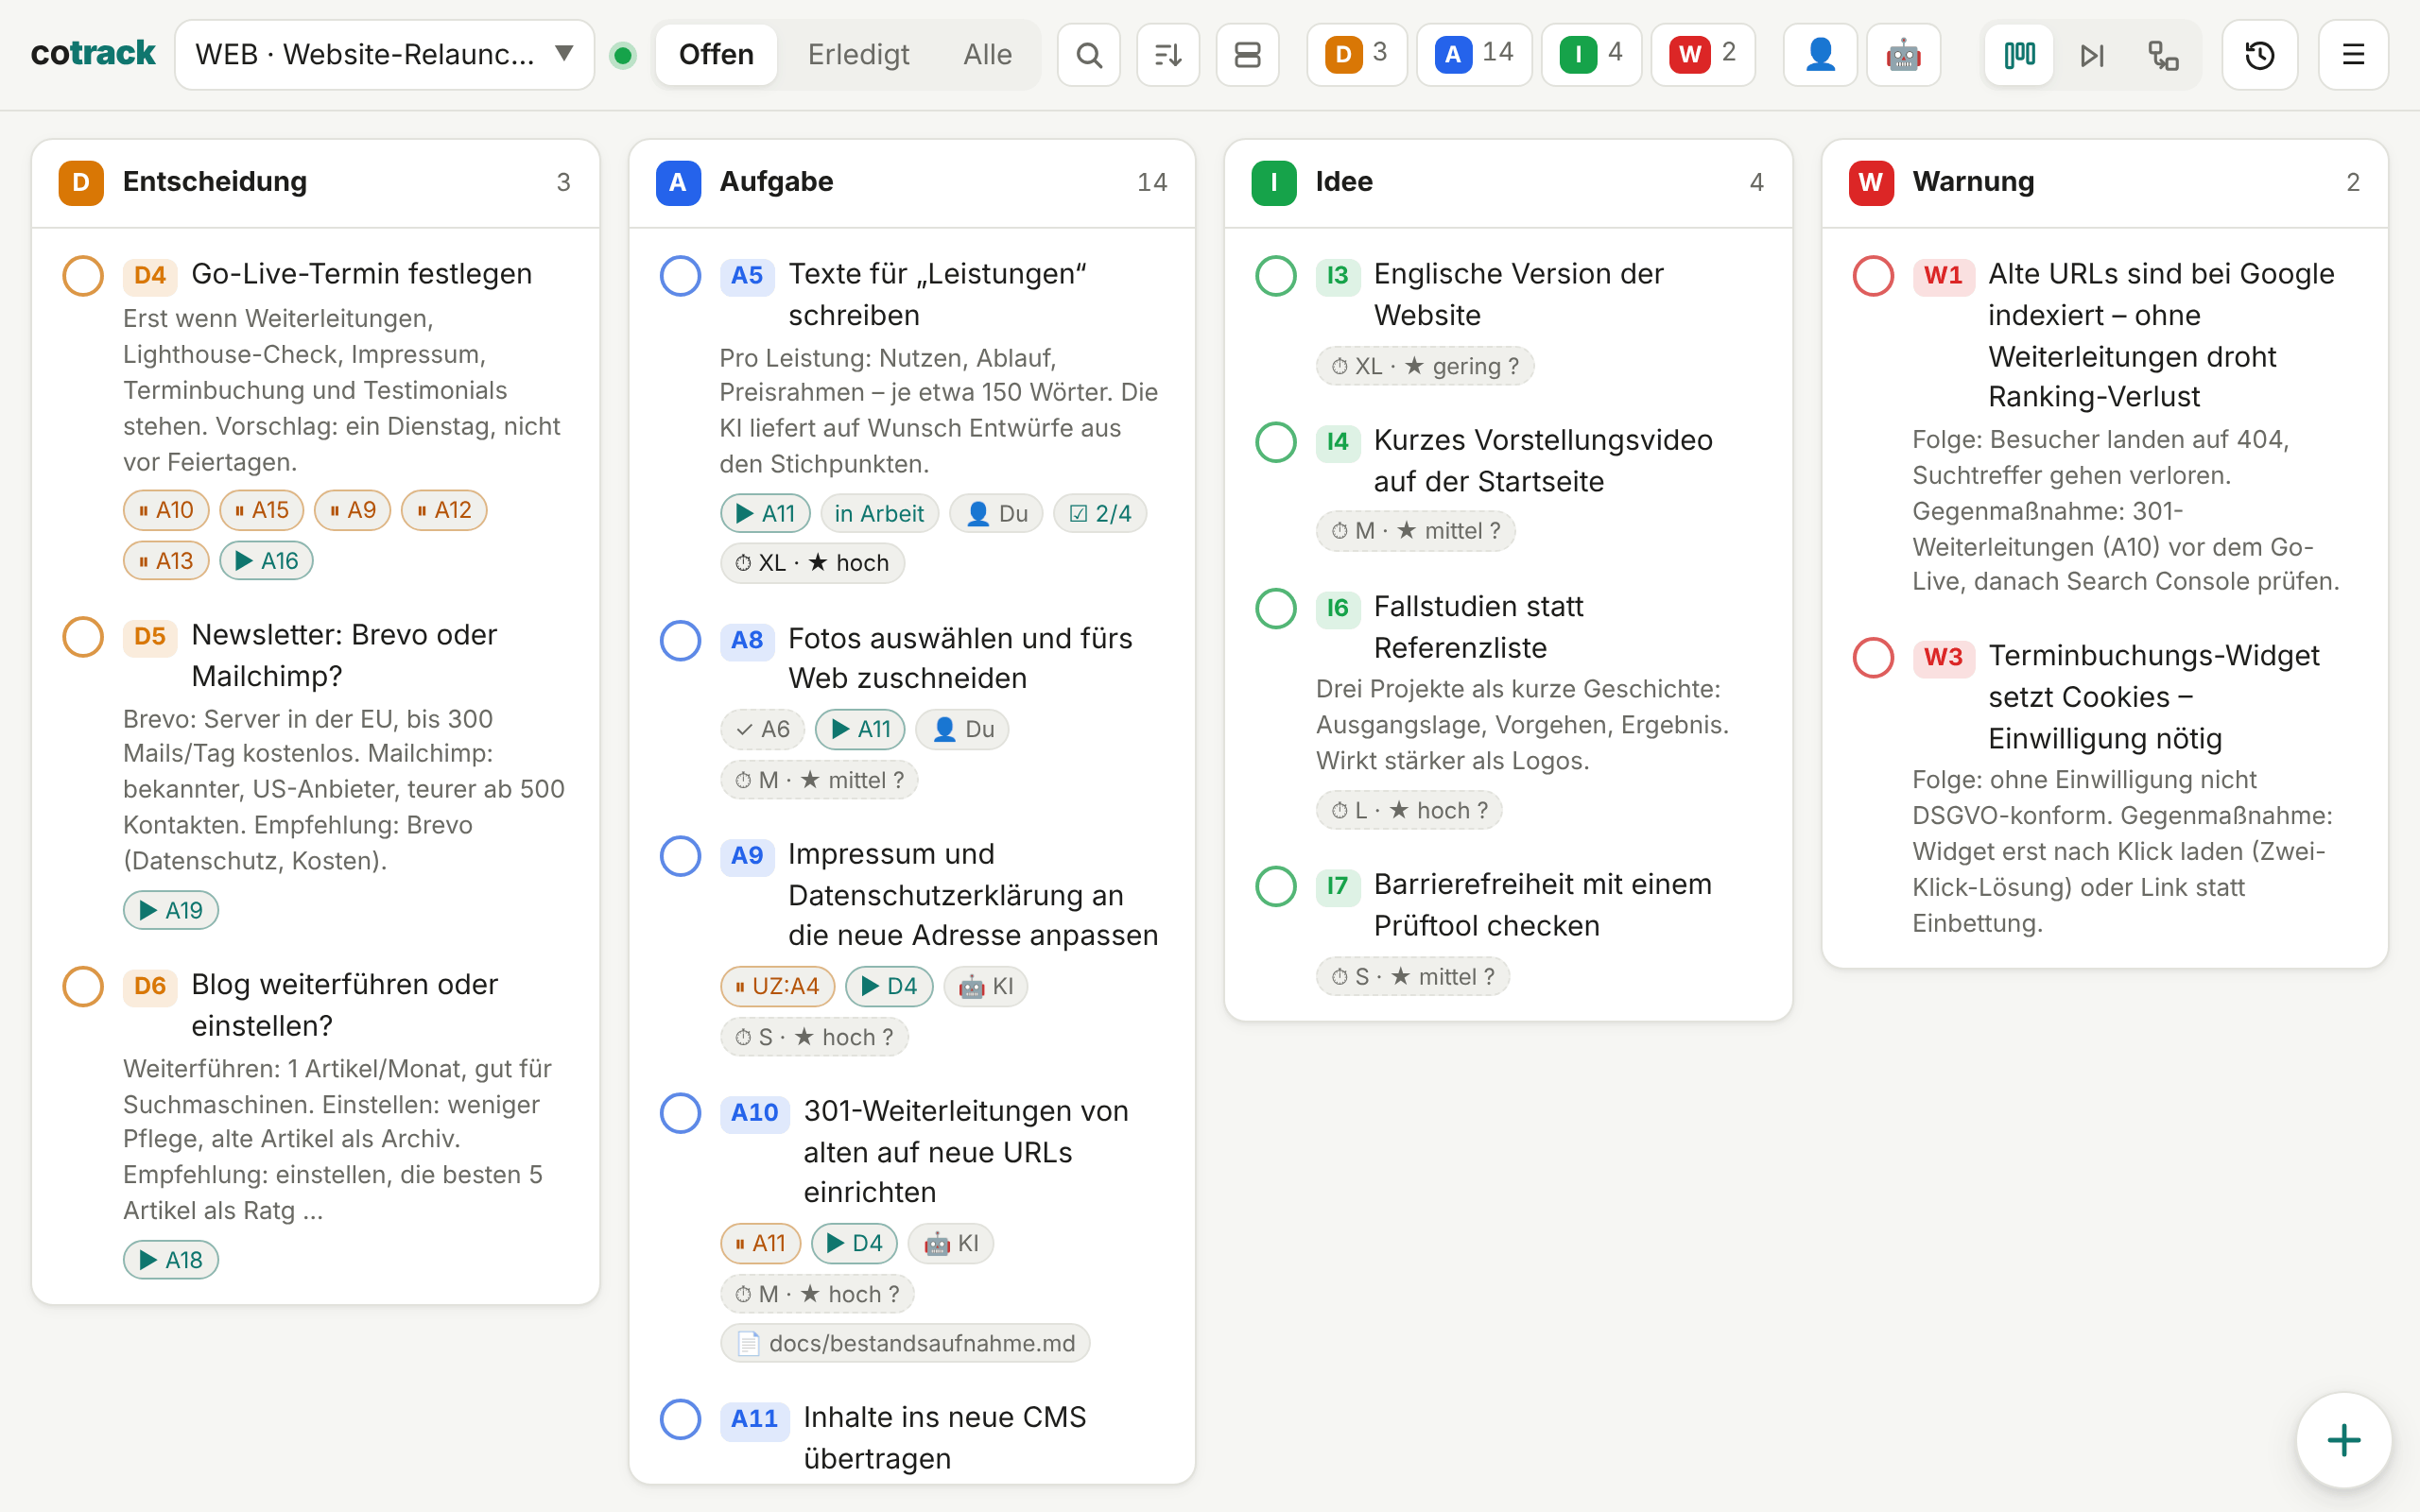 cotrack
WEB · Website-Relaunc... ▼
Offen
Erledigt
Alle
D 3
A 14
I 4
W 2
D Entscheidung 3
D4 Go-Live-Termin festlegen
Erst wenn Weiterleitungen,
Lighthouse-Check, Impressum,
Terminbuchung und Testimonials
stehen. Vorschlag: ein Dienstag, nicht
vor Feiertagen.
A10 A15 A9 A12
A13 ▶ A16
D5 Newsletter: Brevo oder
Mailchimp?
Brevo: Server in der EU, bis 300
Mails/Tag kostenlos. Mailchimp:
bekannter, US-Anbieter, teurer ab 500
Kontakten. Empfehlung: Brevo
(Datenschutz, Kosten).
▶ A19
D6 Blog weiterführen oder
einstellen?
Weiterführen: 1 Artikel/Monat, gut für
Suchmaschinen. Einstellen: weniger
Pflege, alte Artikel als Archiv.
Empfehlung: einstellen, die besten 5
Artikel als Ratg ...
▶ A18
A Aufgabe 14
A5 Texte für „Leistungen“
schreiben
Pro Leistung: Nutzen, Ablauf,
Preisrahmen – je etwa 150 Wörter. Die
KI liefert auf Wunsch Entwürfe aus
den Stichpunkten.
▶ A11 in Arbeit Du ☑ 2/4
⏱ XL · ★ hoch
A8 Fotos auswählen und fürs
Web zuschneiden
✓ A6 ▶ A11 Du
⏱ M · ★ mittel ?
A9 Impressum und
Datenschutzerklärung an
die neue Adresse anpassen
UZ:A4 ▶ D4 KI
⏱ S · ★ hoch ?
A10 301-Weiterleitungen von
alten auf neue URLs
einrichten
A11 ▶ D4 KI
⏱ M · ★ hoch ?
docs/bestandsaufnahme.md
A11 Inhalte ins neue CMS
übertragen
I Idee 4
I3 Englische Version der
Website
⏱ XL · ★ gering ?
I4 Kurzes Vorstellungsvideo
auf der Startseite
⏱ M · ★ mittel ?
I6 Fallstudien statt
Referenzliste
Drei Projekte als kurze Geschichte:
Ausgangslage, Vorgehen, Ergebnis.
Wirkt stärker als Logos.
⏱ L · ★ hoch ?
I7 Barrierefreiheit mit einem
Prüftool checken
⏱ S · ★ mittel ?
W Warnung 2
W1 Alte URLs sind bei Google
indexiert – ohne
Weiterleitungen droht
Ranking-Verlust
Folge: Besucher landen auf 404,
Suchtreffer gehen verloren.
Gegenmaßnahme: 301-
Weiterleitungen (A10) vor dem Go-
Live, danach Search Console prüfen.
W3 Terminbuchungs-Widget
setzt Cookies –
Einwilligung nötig
Folge: ohne Einwilligung nicht
DSGVO-konform. Gegenmaßnahme:
Widget erst nach Klick laden (Zwei-
Klick-Lösung) oder Link statt
Einbettung.